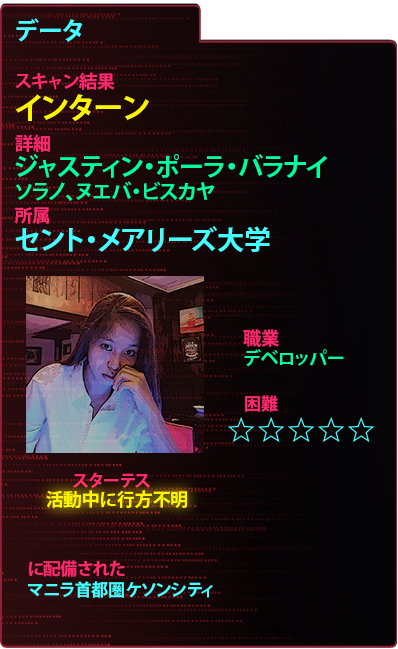 データ
スキャン結果
インターン
詳細
ジャスティン・ポーラ・バラナイ
ソラノ、ヌエバ・ビスカヤ
所属
セント・メアリーズ大学
職業
デベロッパー
困難
☆☆☆☆☆
スターテス
活動中に行方不明
に配備された
マニラ首都圏ケソンシティ